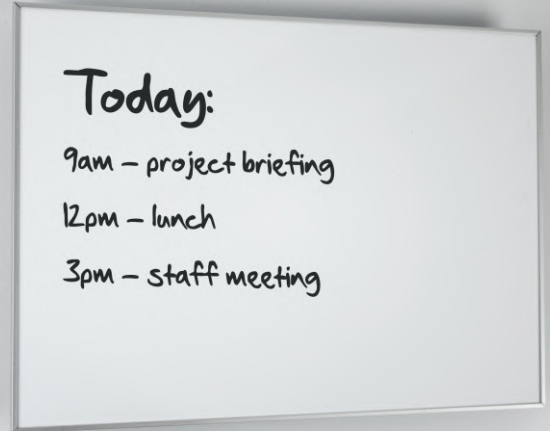 Today:
9am – project briefing
12pm – lunch
3pm – staff meeting